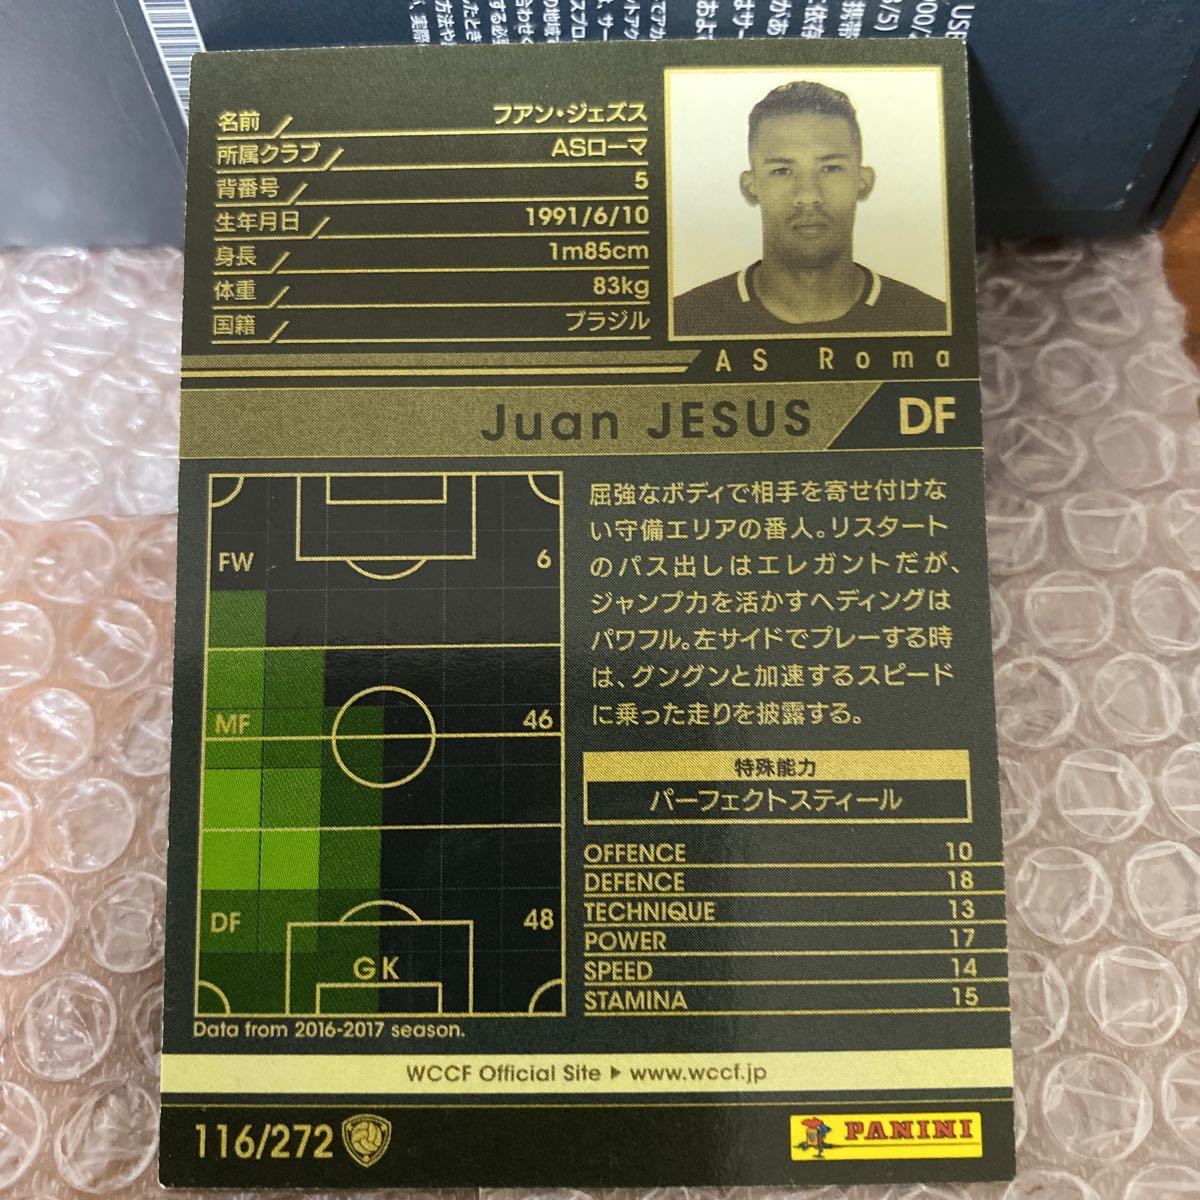 名前 フアン・ジェズス
所属クラブ ASローマ
背番号 5
生年月日 1991/6/10
身長 1m85cm
体重 83kg
国籍 ブラジル
AS Roma
Juan JESUS DF
FW 6
MF 46
DF 48
GK
Data from 2016-2017 season.
屈強なボディで相手を寄せ付けな
い守備エリアの番人。リスタート
のパス出しはエレガントだが、
ジャンプ力を活かすヘディングは
パワフル。左サイドでプレーする時
は、グングンと加速するスピード
に乗った走りを披露する。
特殊能力
パーフェクトスティール
OFFENCE 10
DEFENCE 18
TECHNIQUE 13
POWER 17
SPEED 14
STAMINA 15
WCCF Official Site ▶ www.wccf.jp
116/272
PANINI